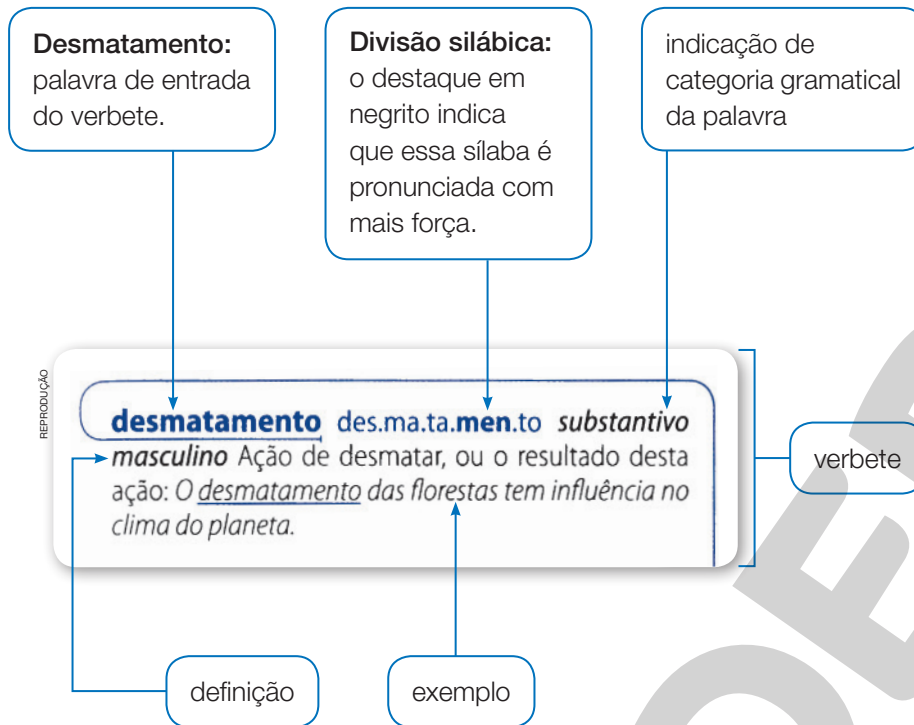 Desmatamento:
palavra de entrada
do verbete.
Divisão silábica:
o destaque em
negrito indica
que essa sílaba é
pronunciada com
mais força.
indicação de
categoria gramatical
da palavra
REPRODUÇÃO
desmatamento des.ma.ta.men.to substantivo
masculino Ação de desmatar, ou o resultado desta
ação: O desmatamento das florestas tem influência no
clima do planeta.
verbete
definição
exemplo